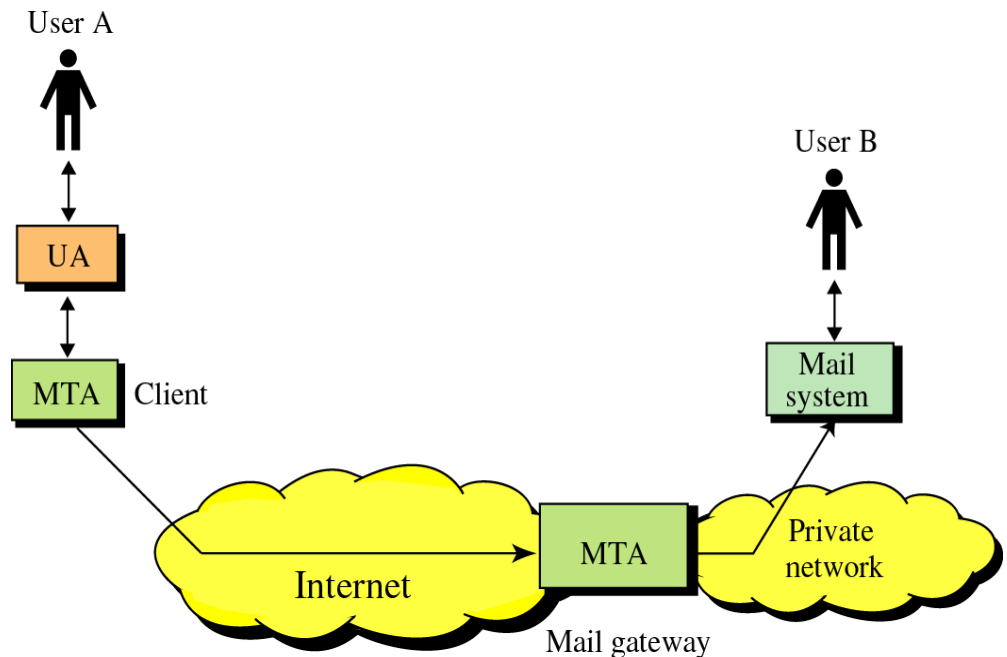 User A
User B
UA
MTA
Client
Mail
system
Internet
MTA
Private
network
Mail gateway